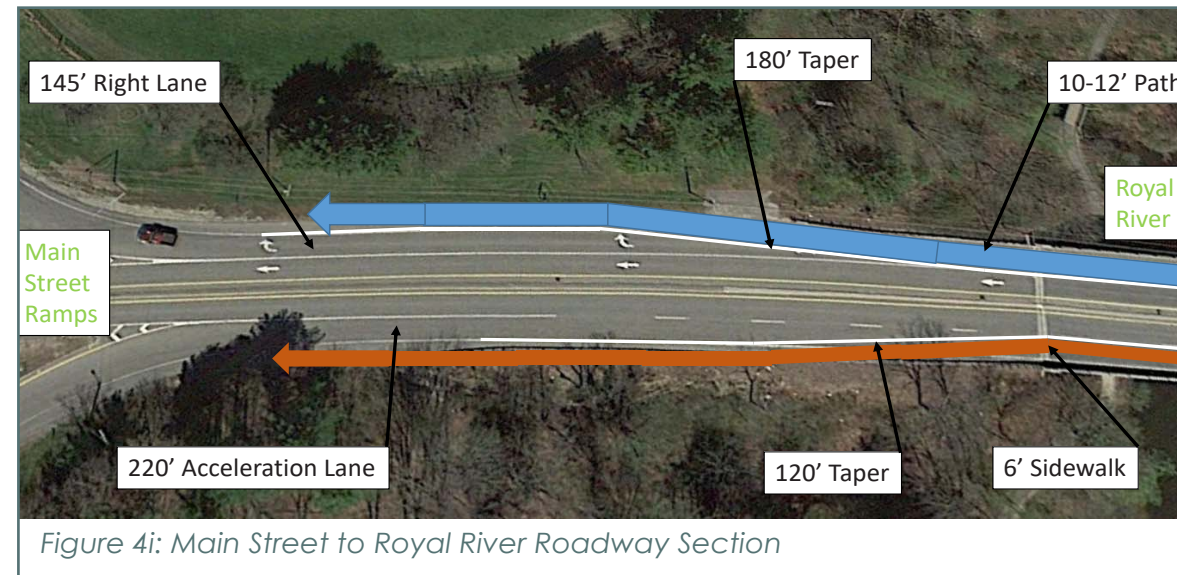 145’ Right Lane
180’ Taper
10-12’ Path
Royal
River
Main
Street
Ramps
220’ Acceleration Lane
120’ Taper
6’ Sidewalk
Figure 4i: Main Street to Royal River Roadway Section